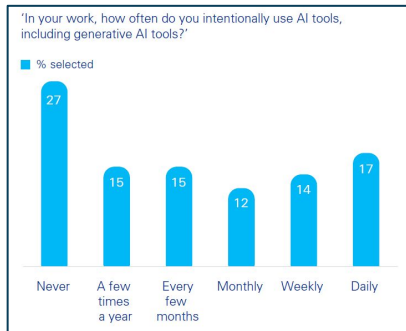 'In your work, how often do you intentionally use AI tools,
including generative AI tools?'
% selected
27
15
15
12
14
17
Never
A few
times
a year
Every
few
months
Monthly
Weekly
Daily